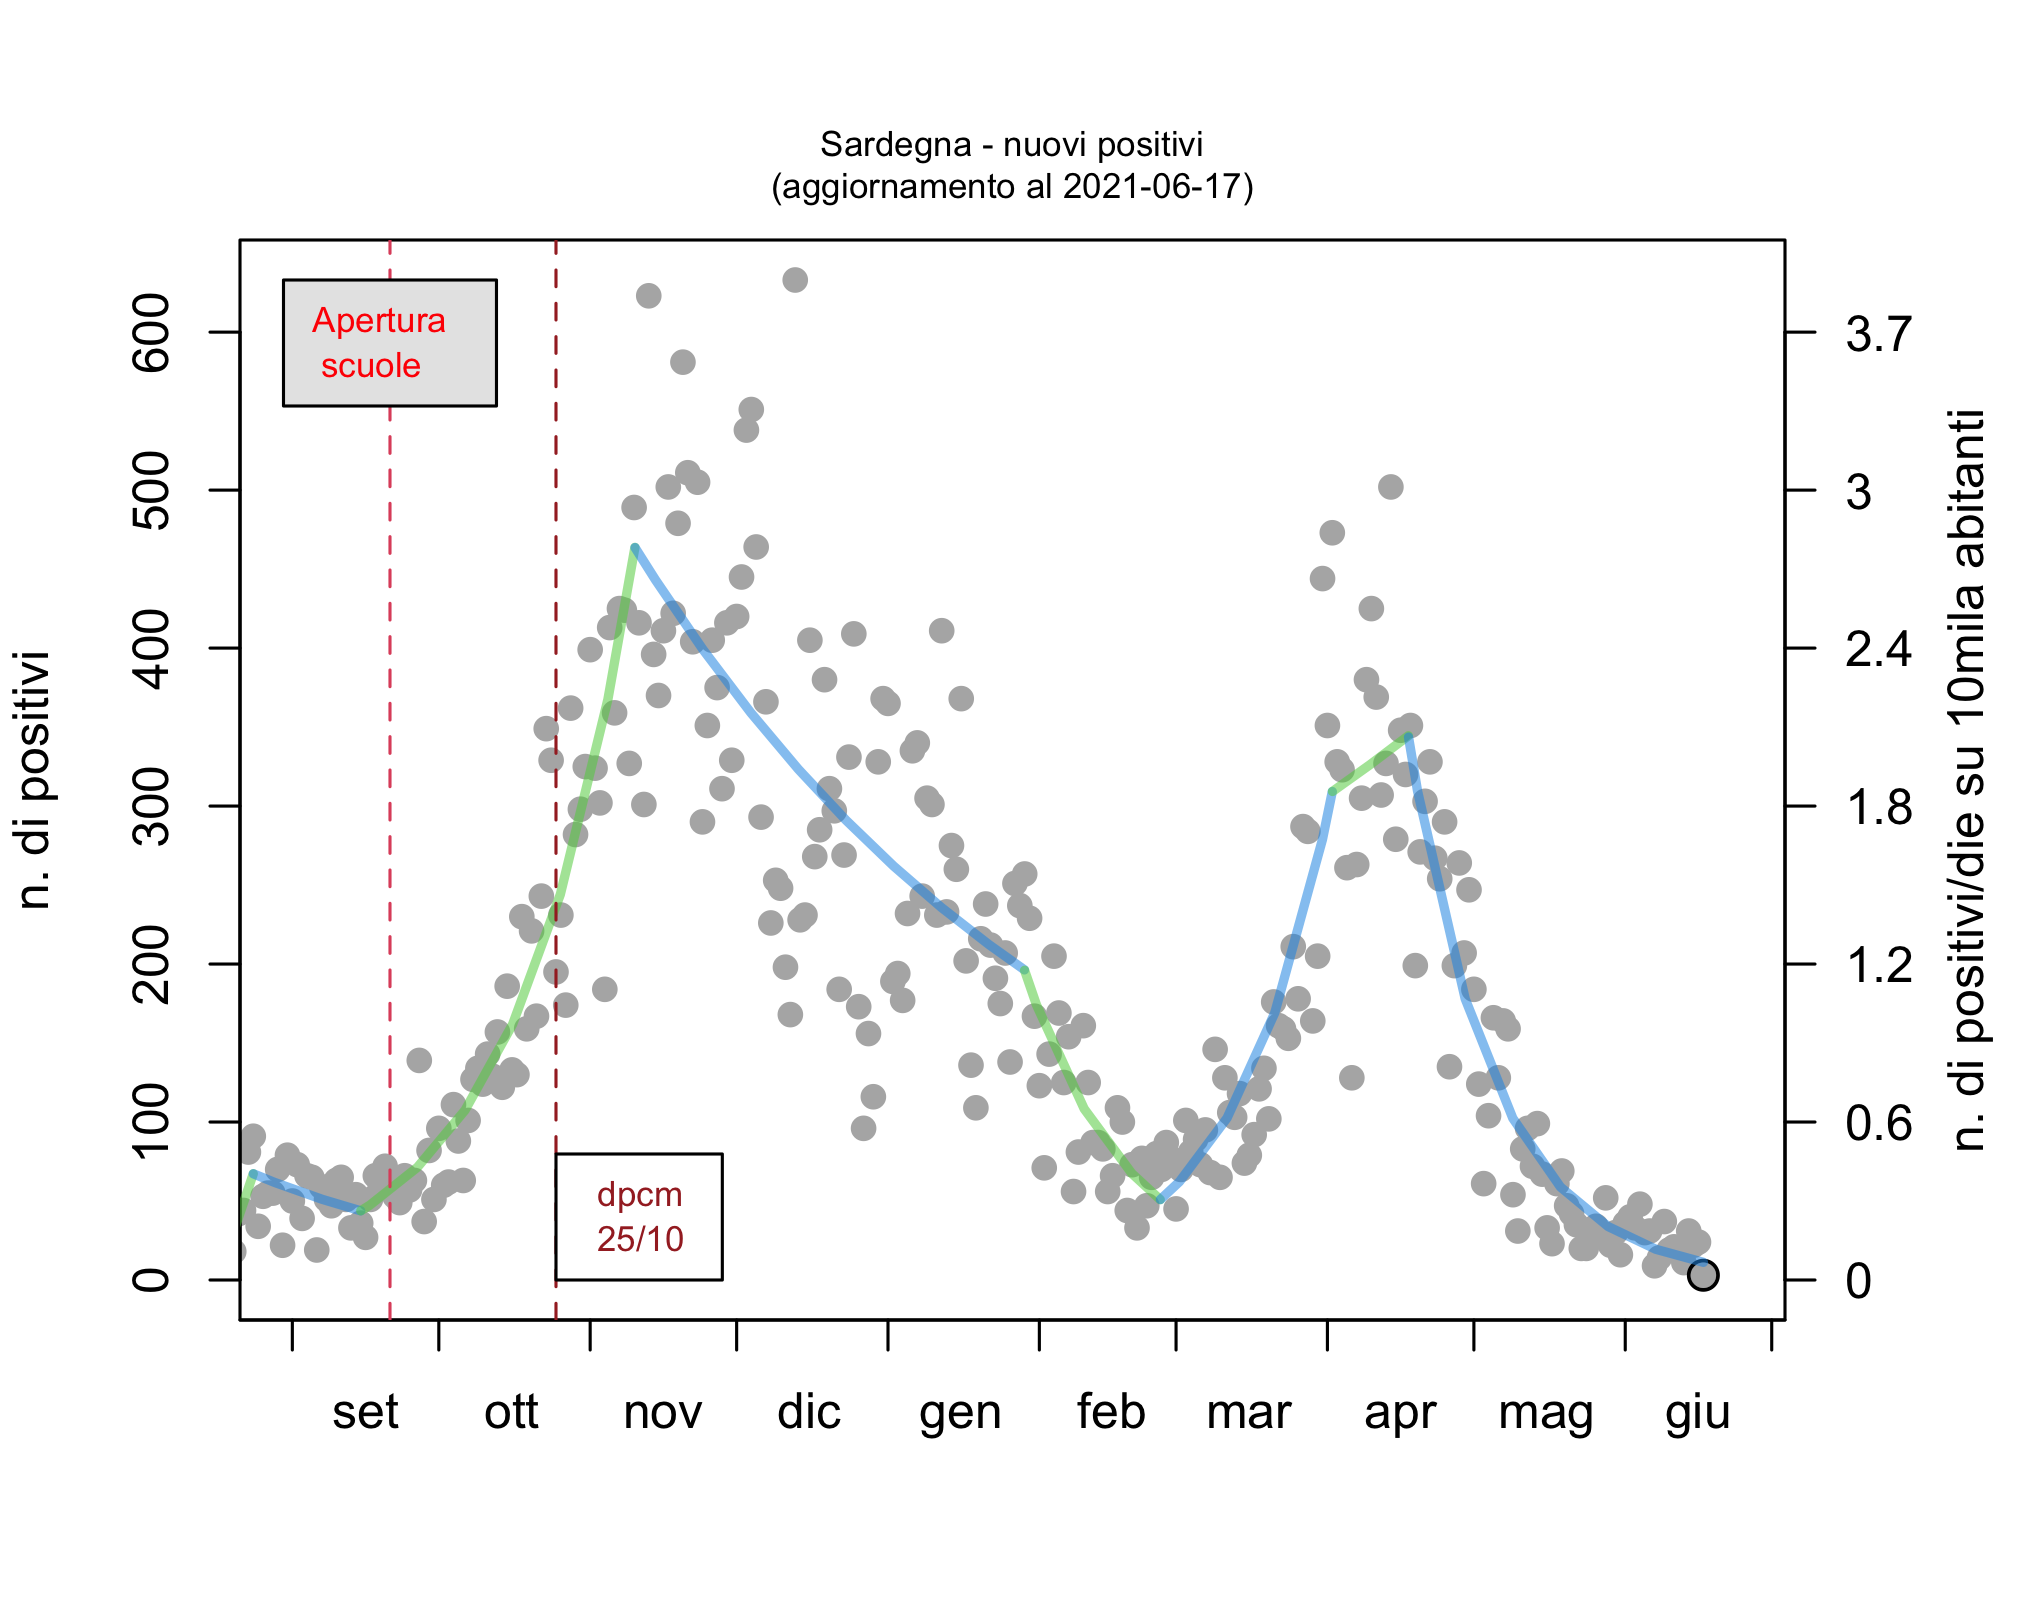 Sardegna - nuovi positivi
(aggiornamento al 2021-06-17)
Apertura
scuole
dpcm
25/10
n. di positivi
0
100
200
300
400
500
600
n. di positivi/die su 10mila abitanti
0
0.6
1.2
1.8
2.4
3
3.7
set
ott
nov
dic
gen
feb
mar
apr
mag
giu